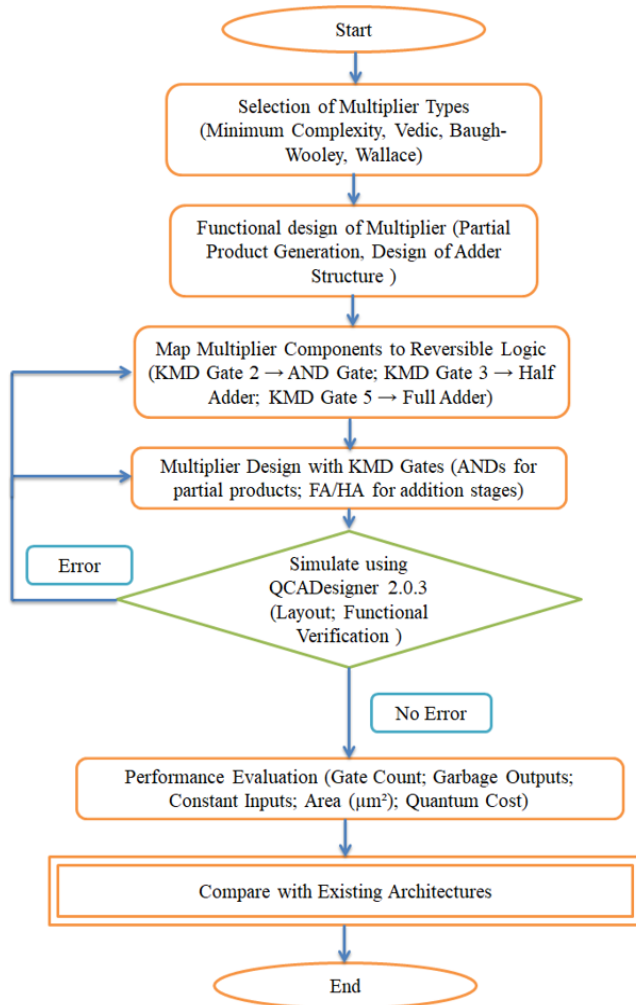 Start
Selection of Multiplier Types
(Minimum Complexity, Vedic, Baugh-
Wooley, Wallace)
Functional design of Multiplier (Partial
Product Generation, Design of Adder
Structure )
Map Multiplier Components to Reversible Logic
(KMD Gate 2 → AND Gate; KMD Gate 3 → Half
Adder; KMD Gate 5 → Full Adder)
Multiplier Design with KMD Gates (ANDs for
partial products; FA/HA for addition stages)
Error
Simulate using
QCADesigner 2.0.3
(Layout; Functional
Verification )
No Error
Performance Evaluation (Gate Count; Garbage Outputs;
Constant Inputs; Area (μm²); Quantum Cost)
Compare with Existing Architectures
End